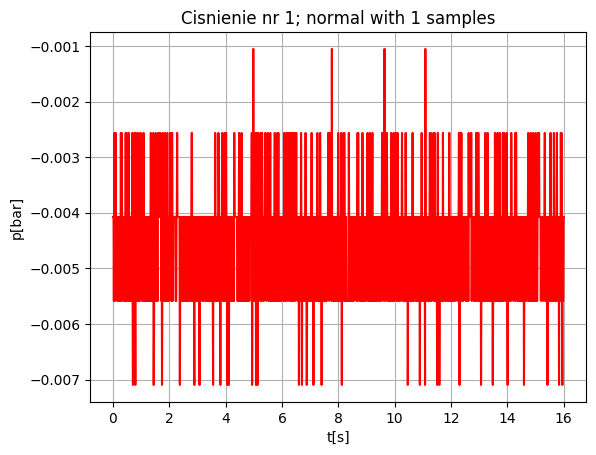 Cisnienie nr 1; normal with 1 samples
p[bar]
−0.001
−0.002
−0.003
−0.004
−0.005
−0.006
−0.007
0 2 4 6 8 10 12 14 16
t[s]